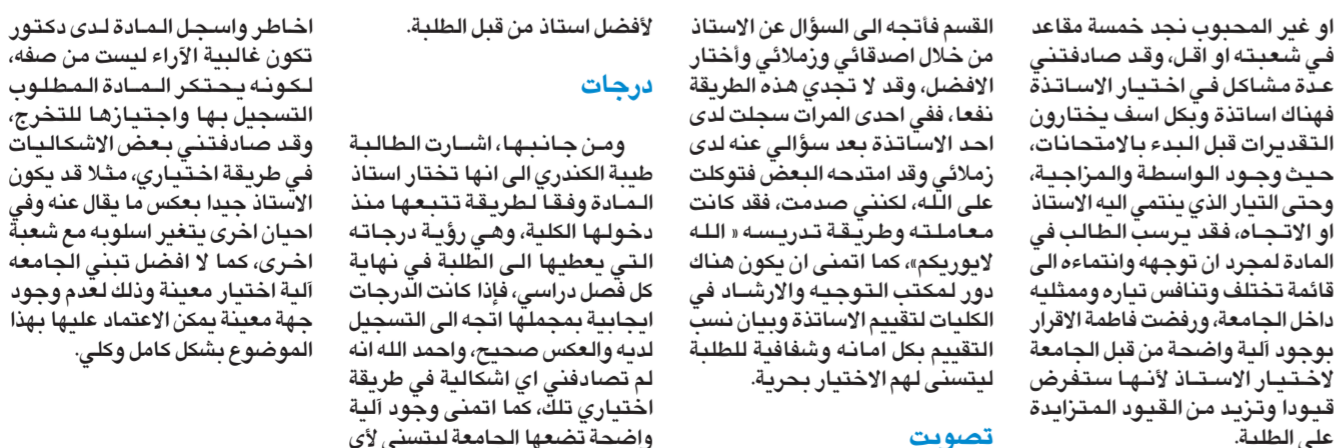 او غير المحبوب نجد خمسة مقاعد
في شعبته او اقل، وقد صادفتني
عدة مشاكل في اختيار الاساتذة
فهناك اساتذة وبكل اسف يختارون
التقديرات قبل البدء بالامتحانات،
حيث وجود الواسطة والمزاجية،
وحتى التيار الذي ينتمي اليه الاستاذ
او الاتجاه، فقد يرسب الطالب في
المادة لمجرد ان توجهه وانتماءه الى
قائمة تختلف وتنافس تياره وممثليه
داخل الجامعة، ورفضت فاطمة الاقرار
بوجود آلية واضحة من قبل الجامعة
لاختيار الاستاذ لأنها ستفرض
قيودا وتزيد من القيود المتزايدة
على الطلبة.
القسم فأتجه الى السؤال عن الاستاذ
من خلال اصدقائي وزملائي وأختار
الافضل، وقد لا تجدي هذه الطريقة
نفعا، ففي احدى المرات سجلت لدى
احد الاساتذة بعد سؤالي عنه لدى
زملائي وقد امتدحه البعض فتوكلت
على الله، لكنني صدمت، فقد كانت
معاملته وطريقة تدريسه « الله
لايوريكم»، كما اتمنى ان يكون هناك
دور لمكتب التوجيه والارشاد في
الكليات لتقييم الاساتذة وبيان نسب
التقييم بكل امانه وشفافية للطلبة
ليتسنى لهم الاختيار بحرية.
تصويت
لأفضل استاذ من قبل الطلبة.
درجات
ومن جانبها، اشارت الطالبة
طيبة الكندري الى انها تختار استاذ
المادة وفقا لطريقة تتبعها منذ
دخولها الكلية، وهي رؤية درجاته
التي يعطيها الى الطلبة في نهاية
كل فصل دراسي، فإذا كانت الدرجات
ايجابية بمجملها اتجه الى التسجيل
لديه والعكس صحيح، واحمد الله انه
لم تصادفني اي اشكالية في طريقة
اختياري تلك، كما اتمنى وجود آلية
واضحة تضعها الجامعة ليتسنى لأي
اخاطر واسجل المادة لدى دكتور
تكون غالبية الآراء ليست من صفه،
لكونه يحتكر المادة المطلوب
التسجيل بها واجتيازها للتخرج،
وقد صادفتني بعض الاشكاليات
في طريقة اختياري، مثلا قد يكون
الاستاذ جيدا بعكس ما يقال عنه وفي
احيان اخرى يتغير اسلوبه مع شعبة
اخرى، كما لا افضل تبني الجامعه
آلية اختيار معينة وذلك لعدم وجود
جهة معينة يمكن الاعتماد عليها بهذا
الموضوع بشكل كامل وكلي.